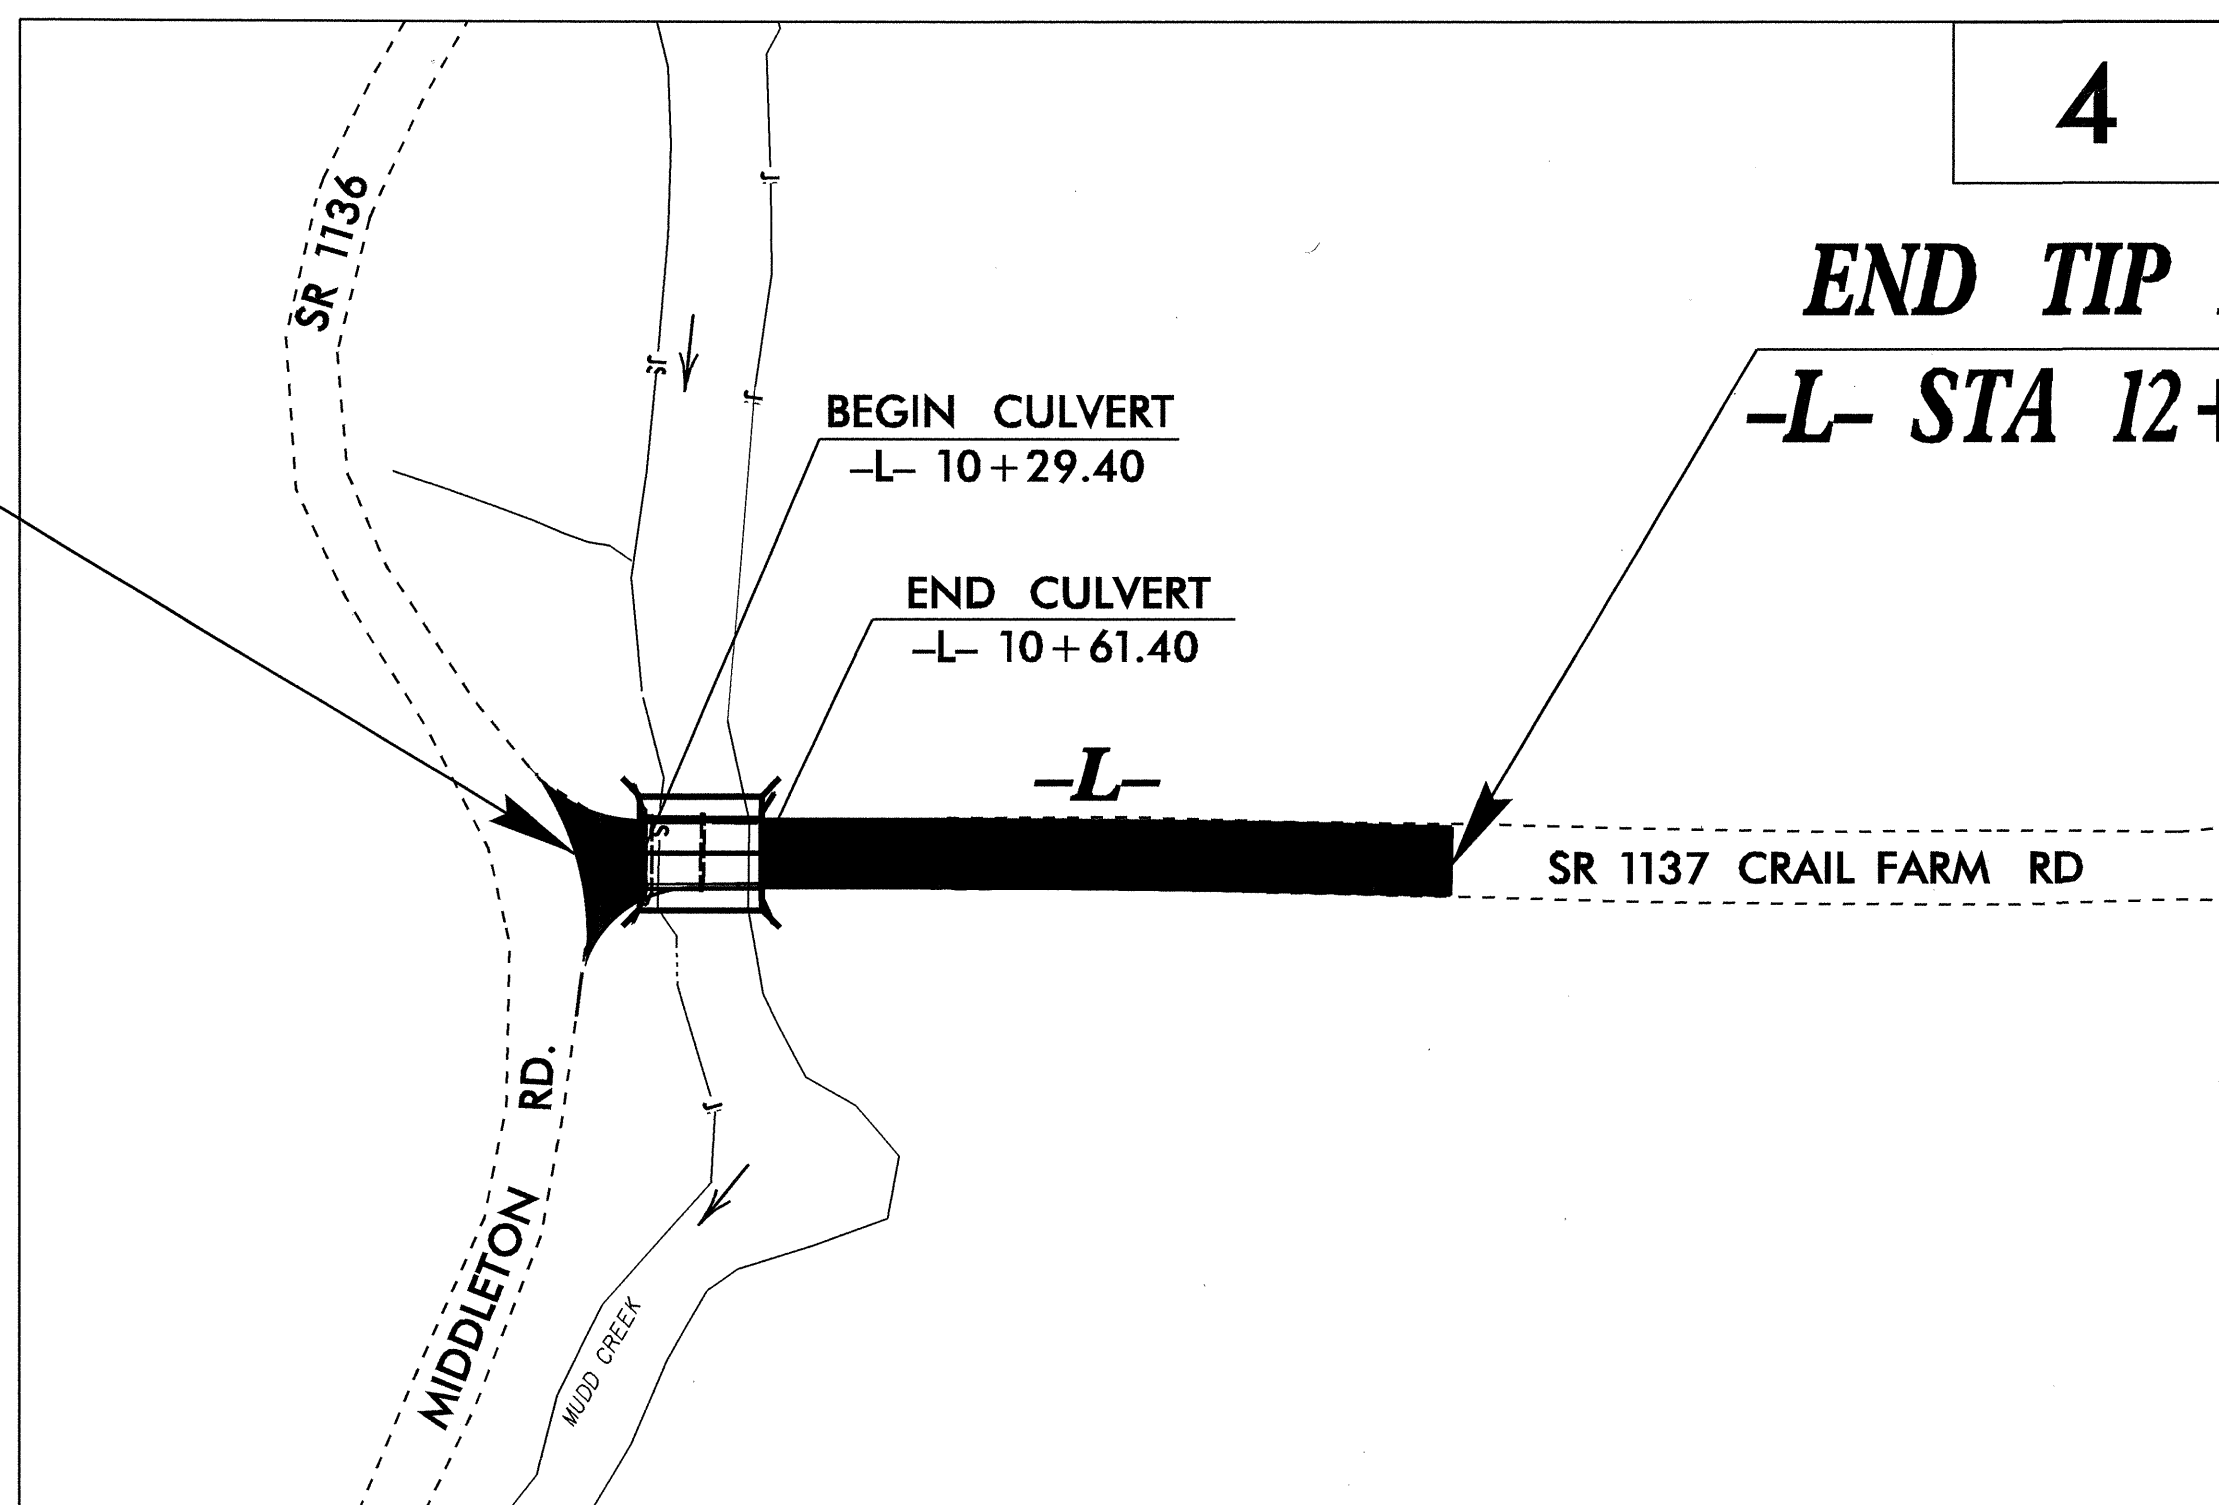 4
END TIP
-L- STA 12+
SR 1136
BEGIN CULVERT
-L- 10+29.40
END CULVERT
-L- 10+61.40
-L-
SR 1137 CRAIL FARM RD
MIDDLETON RD.
MUDD CREEK